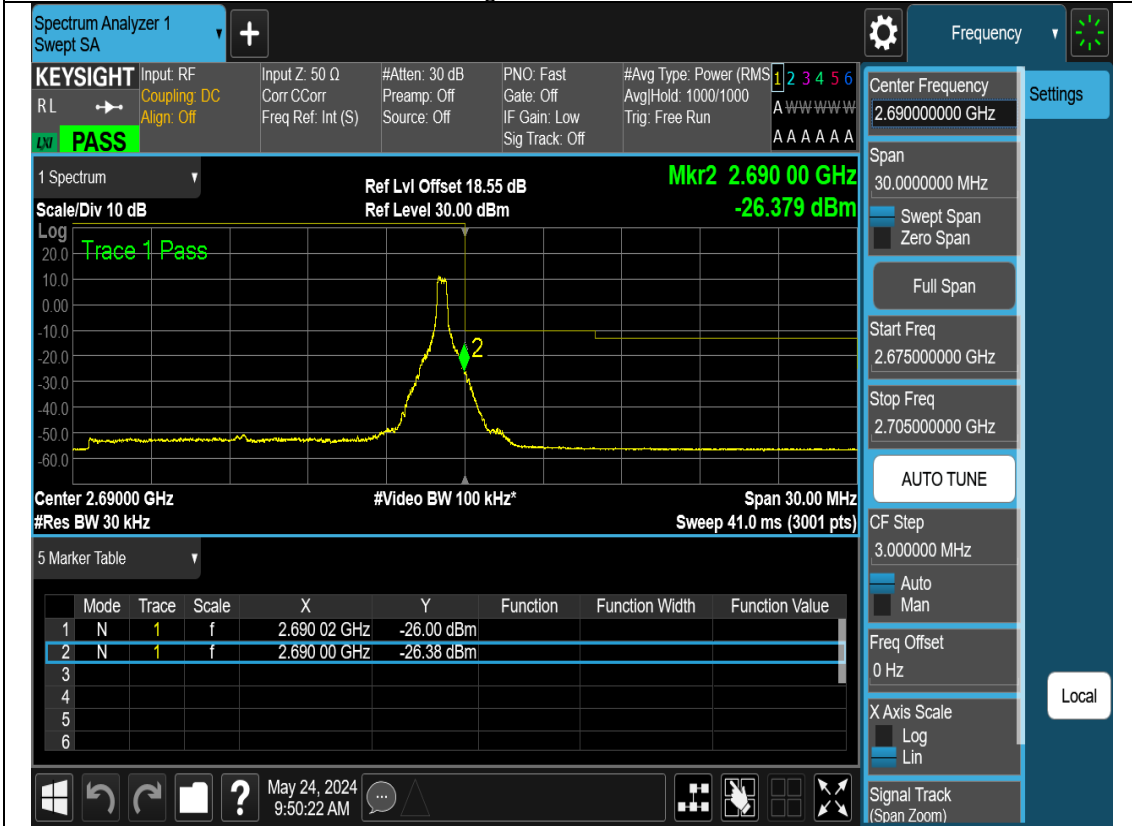 Spectrum Analyzer 1
Swept SA
Frequency
KEYSIGHT
RL
LXI
PASS
Input: RF
Coupling: DC
Align: Off
Input Z: 50 Ω
Corr CCorr
Freq Ref: Int (S)
#Atten: 30 dB
Preamp: Off
Source: Off
PNO: Fast
Gate: Off
IF Gain: Low
Sig Track: Off
#Avg Type: Power (RMS
Avg|Hold: 1000/1000
Trig: Free Run
1 2 3 4 5 6
A W W W W W
A A A A A A
1 Spectrum
Scale/Div 10 dB
Ref Lvl Offset 18.55 dB
Ref Level 30.00 dBm
Mkr2 2.690 00 GHz
-26.379 dBm
Log
Trace 1 Pass
20.0
10.0
0.00
-10.0
-20.0
-30.0
-40.0
-50.0
-60.0
2
Center 2.69000 GHz
#Video BW 100 kHz*
Span 30.00 MHz
#Res BW 30 kHz
Sweep 41.0 ms (3001 pts)
5 Marker Table
Mode Trace Scale X Y Function Function Width Function Value
1 N 1 f 2.690 02 GHz -26.00 dBm
2 N 1 f 2.690 00 GHz -26.38 dBm
3
4
5
6
May 24, 2024
9:50:22 AM
?
Center Frequency
2.690000000 GHz
Span
30.0000000 MHz
Swept Span
Zero Span
Full Span
Start Freq
2.675000000 GHz
Stop Freq
2.705000000 GHz
AUTO TUNE
CF Step
3.000000 MHz
Auto
Man
Freq Offset
0 Hz
X Axis Scale
Log
Lin
Signal Track
(Span Zoom)
Settings
Local